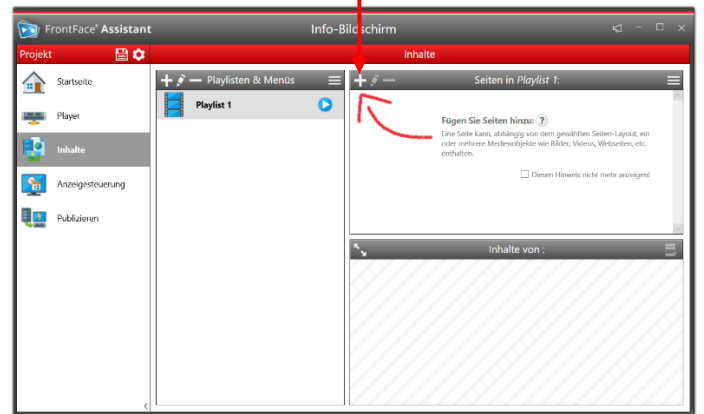 FrontFace® Assistant
Info-Bildschirm
Projekt
Inhalte
Startseite
Player
Inhalte
Anzeigesteuerung
Publizieren
Playlisten & Menüs
Playlist 1
Seiten in Playlist 1:
Fügen Sie Seiten hinzu: ?
Eine Seite kann, abhängig von dem gewählten Seiten-Layout, ein
oder mehrere Medienobjekte wie Bilder, Videos, Webseiten, etc.
enthalten.
Diesen Hinweis nicht mehr anzeigen!
Inhalte von :